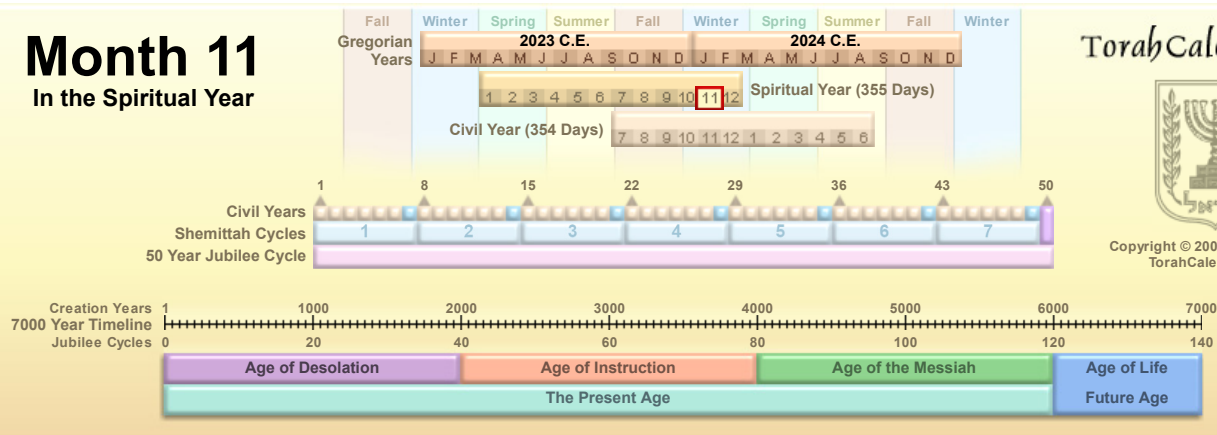 Month 11
In the Spiritual Year
Fall Winter Spring Summer Fall Winter Spring Summer Fall Winter
Gregorian Years
2023 C.E. 2024 C.E.
J F M A M J J A S O N D J F M A M J J A S O N D
1 2 3 4 5 6 7 8 9 10 11 12 Spiritual Year (355 Days)
Civil Year (354 Days) 7 8 9 10 11 12 1 2 3 4 5 6
TorahCale
1 8 15 22 29 36 43 50
Civil Years
Shemittah Cycles 1 2 3 4 5 6 7
50 Year Jubilee Cycle
Copyright © 200
TorahCale
Creation Years 1 1000 2000 3000 4000 5000 6000 7000
7000 Year Timeline
Jubilee Cycles 0 20 40 60 80 100 120 140
Age of Desolation Age of Instruction Age of the Messiah Age of Life
The Present Age Future Age